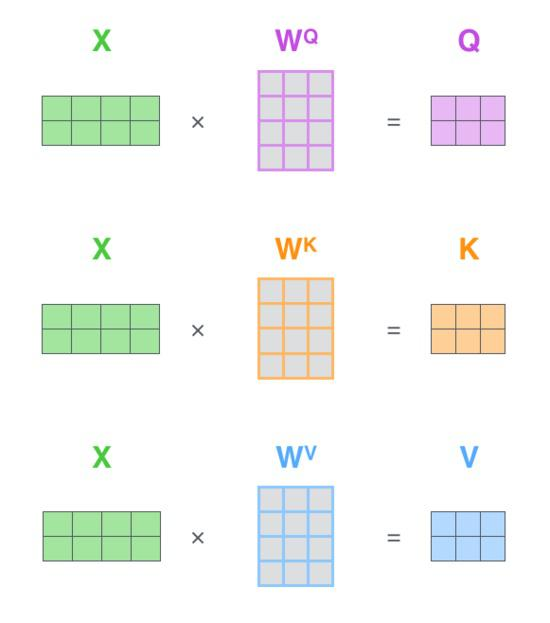 X W^Q Q
× =
X W^K K
× =
X W^V V
× =